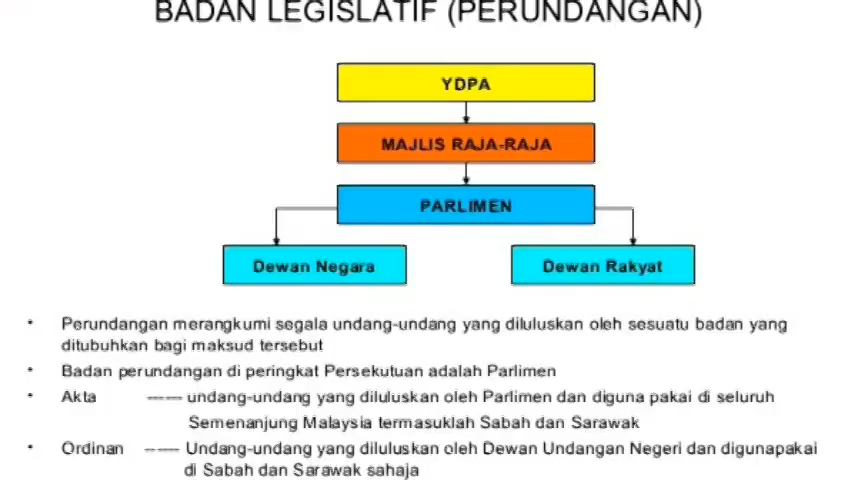 BADAN LEGISLATIF (PERUNDANGAN)
YDPA
MAJLIS RAJA-RAJA
PARLIMEN
Dewan Negara
Dewan Rakyat
• Perundangan merangkumi segala undang-undang yang diluluskan oleh sesuatu badan yang
ditubuhkan bagi maksud tersebut
• Badan perundangan di peringkat Persekutuan adalah Parlimen
• Akta ----- undang-undang yang diluluskan oleh Parlimen dan diguna pakai di seluruh
Semenanjung Malaysia termasuklah Sabah dan Sarawak
• Ordinan ----- Undang-undang yang diluluskan oleh Dewan Undangan Negeri dan digunapakai
di Sabah dan Sarawak sahaja